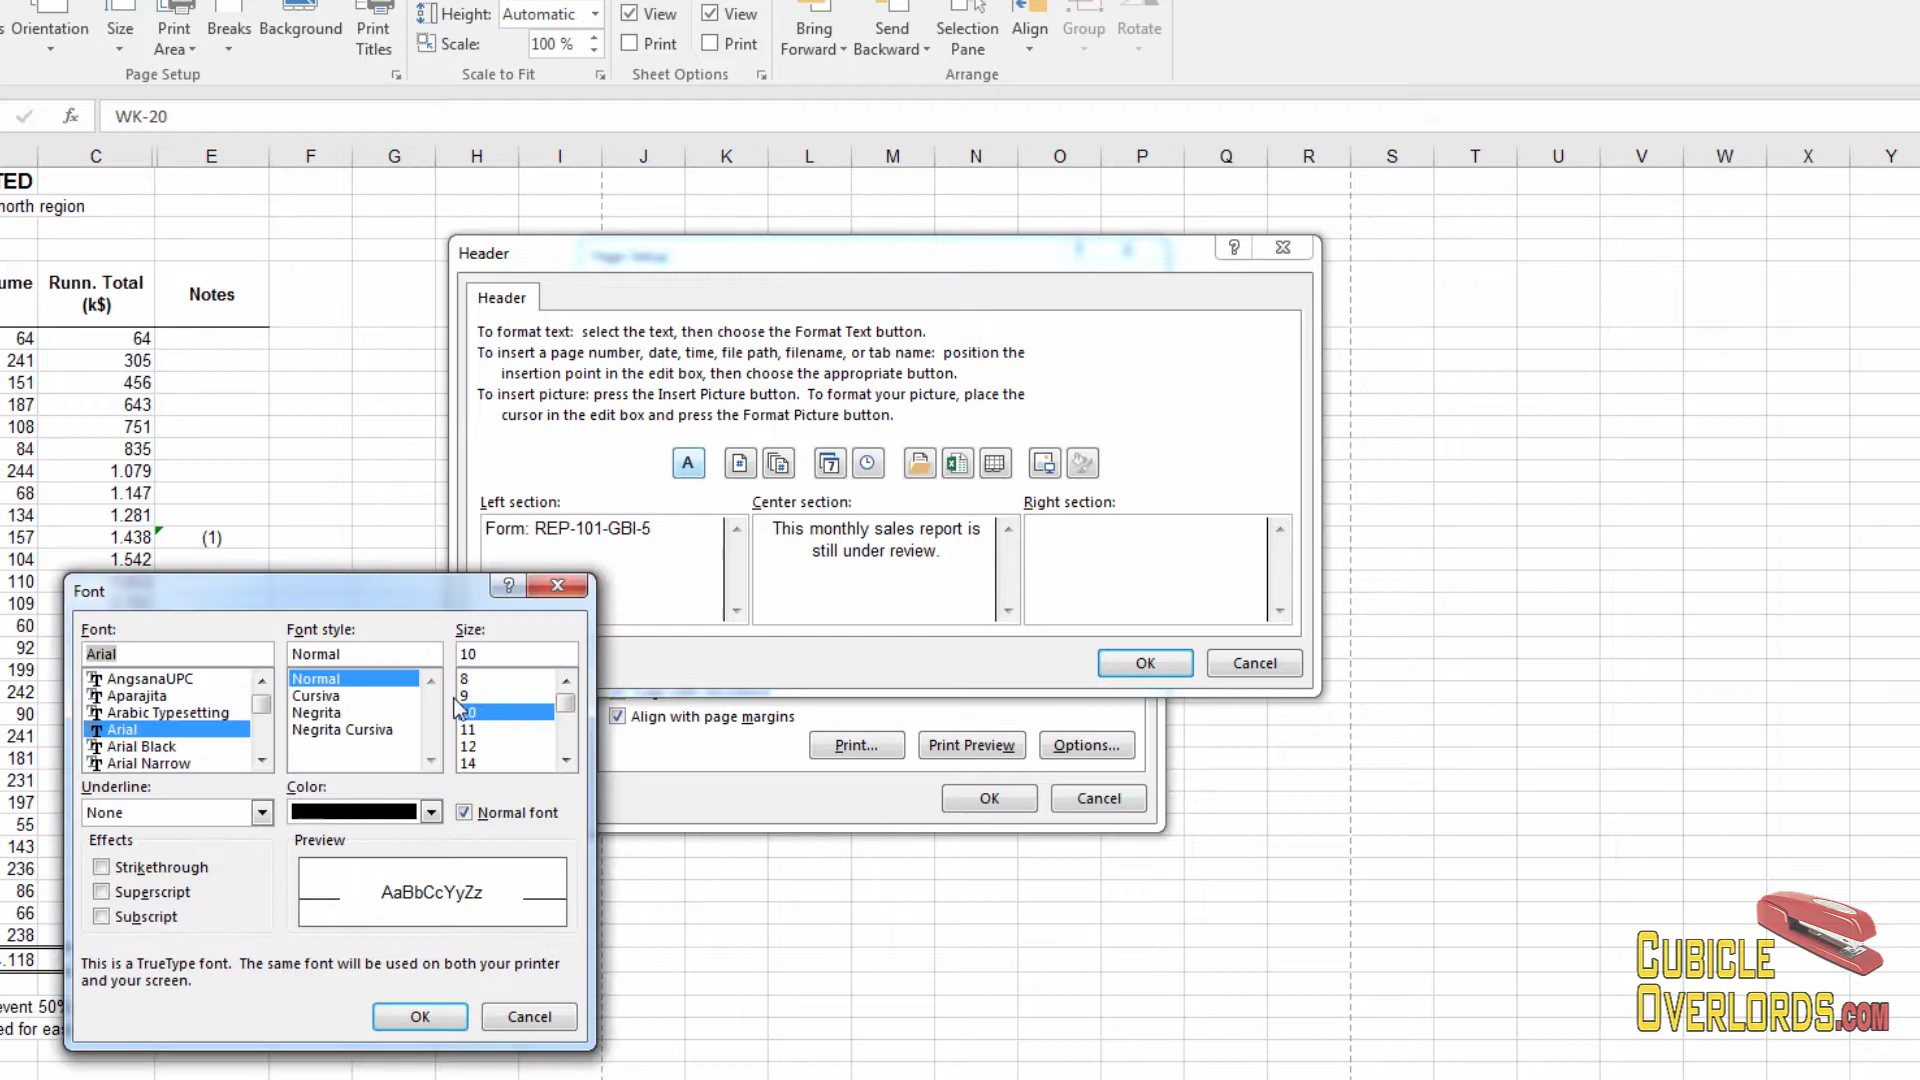 Orientation
Size
Print
Area
Breaks
Background
Print
Titles
Page Setup
Height: Automatic
Scale: 100 %
Scale to Fit
View
Print
View
Print
Sheet Options
Bring
Forward
Send
Backward
Selection
Pane
Align
Group
Rotate
Arrange
fx WK-20
C E F G H I J K L M N O P Q R S T U V W X Y
TED
north region
ume
Runn. Total
(k$)
Notes
64 64
241 305
151 456
187 643
108 751
84 835
244 1.079
68 1.147
134 1.281
157 1.438 (1)
104 1.542
110
109
60
92
199
242
90
241
181
231
197
55
143
236
86
66
238
.118
event 50%
ed for eas
Header
Page Setup
Header
To format text: select the text, then choose the Format Text button.
To insert a page number, date, time, file path, filename, or tab name: position the
insertion point in the edit box, then choose the appropriate button.
To insert picture: press the Insert Picture button. To format your picture, place the
cursor in the edit box and press the Format Picture button.
A
Left section:
Form: REP-101-GBI-5
Center section:
This monthly sales report is
still under review.
Right section:
OK
Cancel
Align with page margins
Print...
Print Preview
Options...
OK
Cancel
Font
Font:
Arial
AngsanaUPC
Aparajita
Arabic Typesetting
Arial
Arial Black
Arial Narrow
Font style:
Normal
Normal
Cursiva
Negrita
Negrita Cursiva
Size:
10
8
9
10
11
12
14
Underline:
None
Color:
Normal font
Effects
Strikethrough
Superscript
Subscript
Preview
AaBbCcYyZz
This is a TrueType font. The same font will be used on both your printer
and your screen.
OK
Cancel
CUBICLE
OVERLORDS.COM